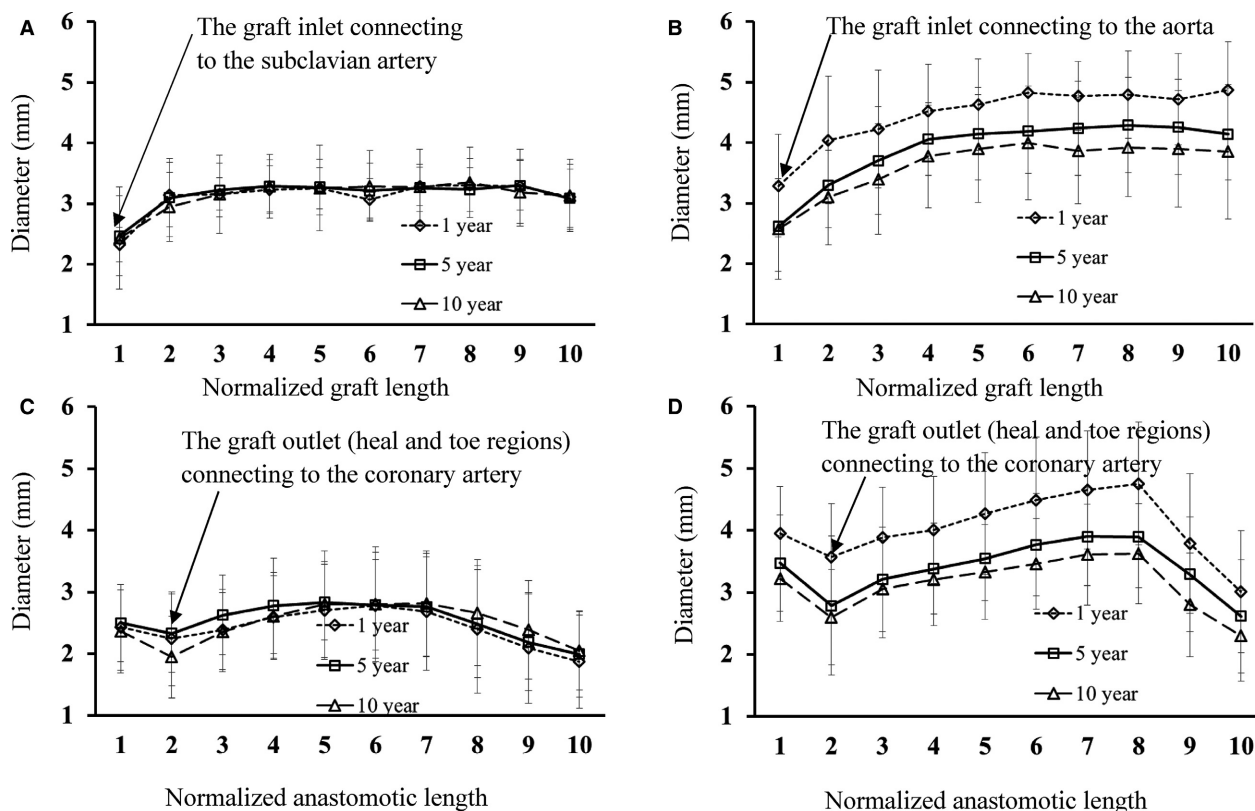 A
The graft inlet connecting
to the subclavian artery
Diameter (mm)
6
5
4
3
2
1
1 year
5 year
10 year
1 2 3 4 5 6 7 8 9 10
Normalized graft length
B
The graft inlet connecting to the aorta
Diameter (mm)
6
5
4
3
2
1
1 year
5 year
10 year
1 2 3 4 5 6 7 8 9 10
Normalized graft length
C
The graft outlet (heal and toe regions)
connecting to the coronary artery
Diameter (mm)
6
5
4
3
2
1
1 year
5 year
10 year
1 2 3 4 5 6 7 8 9 10
Normalized anastomotic length
D
The graft outlet (heal and toe regions)
connecting to the coronary artery
Diameter (mm)
6
5
4
3
2
1
1 year
5 year
10 year
1 2 3 4 5 6 7 8 9 10
Normalized anastomotic length